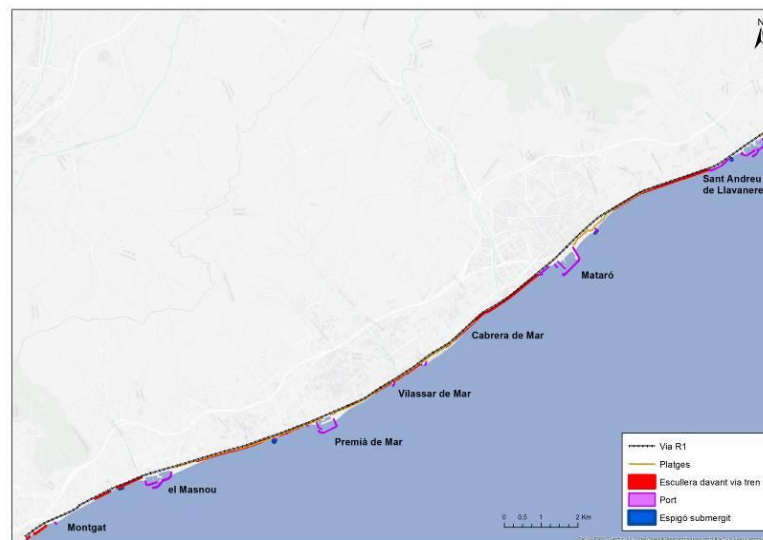 N
Sant Andreu
de Llavanere
Mataró
Cabrera de Mar
Vilassar de Mar
Premià de Mar
el Masnou
Montgat
Via R1
Platges
Escullera davant via tren
Port
Espigó submergit
0 0,5 1 2 Km